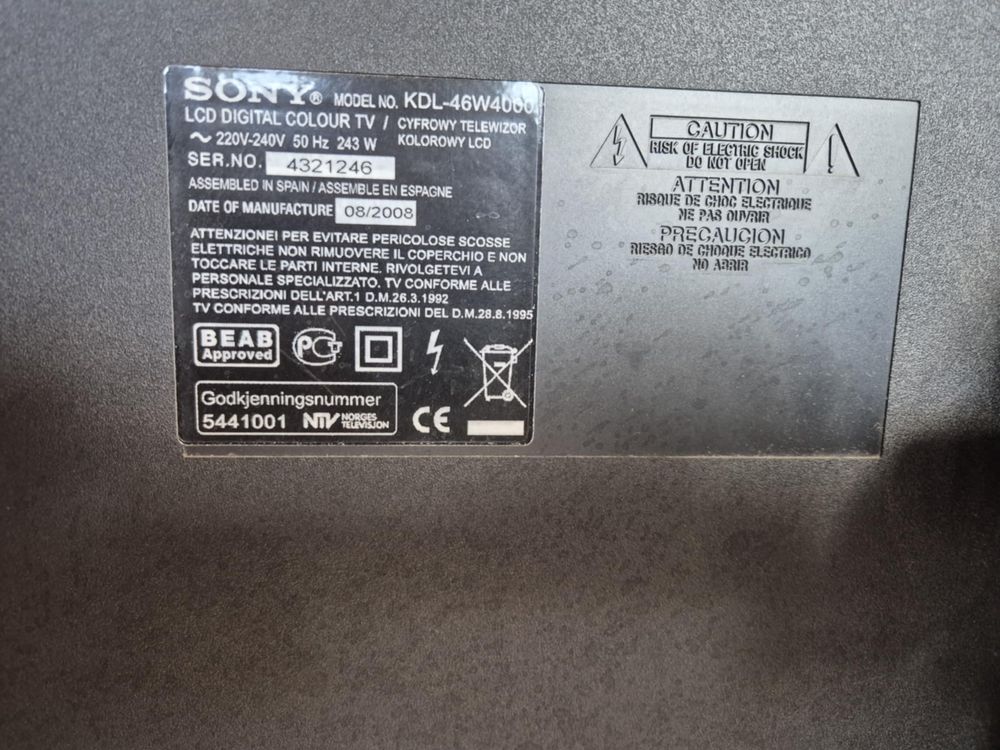 SONY® MODEL NO. KDL-46W4000
LCD DIGITAL COLOUR TV / CYFROWY TELEWIZOR
KOLOROWY LCD
~ 220V-240V 50 Hz 243 W
SER.NO. 4321246
ASSEMBLED IN SPAIN / ASSEMBLE EN ESPAGNE
DATE OF MANUFACTURE 08/2008
ATTENZIONEI PER EVITARE PERICOLOSE SCOSSE
ELETTRICHE NON RIMUOVERE IL COPERCHIO E NON
TOCCARE LE PARTI INTERNE. RIVOLGETEVI A
PERSONALE SPECIALIZZATO. TV CONFORME ALLE
PRESCRIZIONI DELL'ART.1 D.M.26.3.1992
TV CONFORME ALLE PRESCRIZIONI DEL D.M.28.8.1995
BEAB
Approved
PCT
Godkjenningsnummer
5441001 NTV NORGES
TELEVISJON
CE
CAUTION
RISK OF ELECTRIC SHOCK
DO NOT OPEN
ATTENTION
RISQUE DE CHOC ELECTRIQUE
NE PAS OUVRIR
PRECAUCION
RIESGO DE CHOQUE ELECTRICO
NO ABRIR